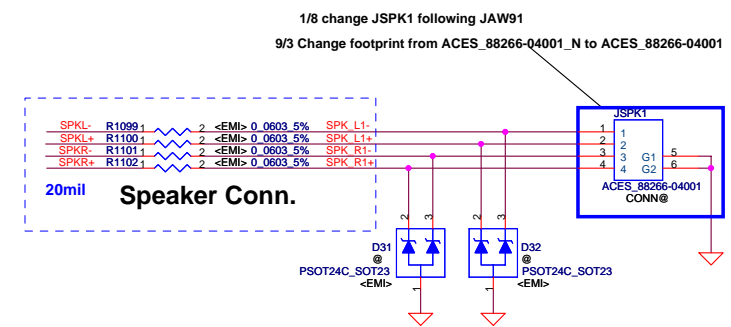 1/8 change JSPK1 following JAW91
9/3 Change footprint from ACES_88266-04001_N to ACES_88266-04001
JSPK1
SPKL- R1099 1 2 <EMI> 0_0603_5% SPK_L1- 1 1
SPKL+ R1100 1 2 <EMI> 0_0603_5% SPK_L1+ 2 2
SPKR- R1101 1 2 <EMI> 0_0603_5% SPK_R1- 3 3 G1 5
SPKR+ R1102 1 2 <EMI> 0_0603_5% SPK_R1+ 4 4 G2 6
20mil Speaker Conn.
ACES_88266-04001
CONN@
2 3 2 3
D31 D32
@ @
PSOT24C_SOT23 PSOT24C_SOT23
<EMI> <EMI>
1 1